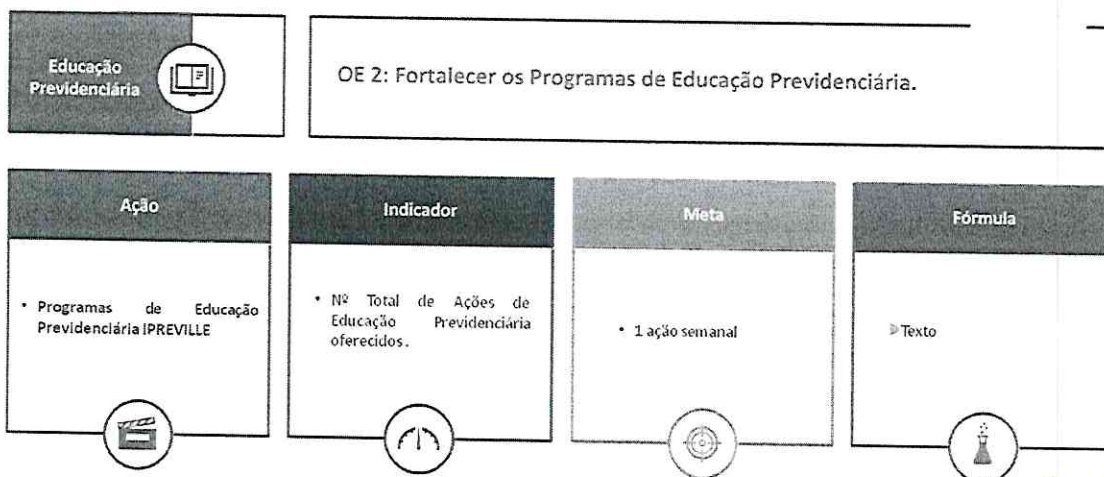 Educação
Previdenciária
OE 2: Fortalecer os Programas de Educação Previdenciária.
Ação
Indicador
Meta
Fórmula
• Programas de Educação
Previdenciária IPREVILLE
• Nº Total de Ações de
Educação Previdenciária
oferecidos.
• 1 ação semanal
Texto